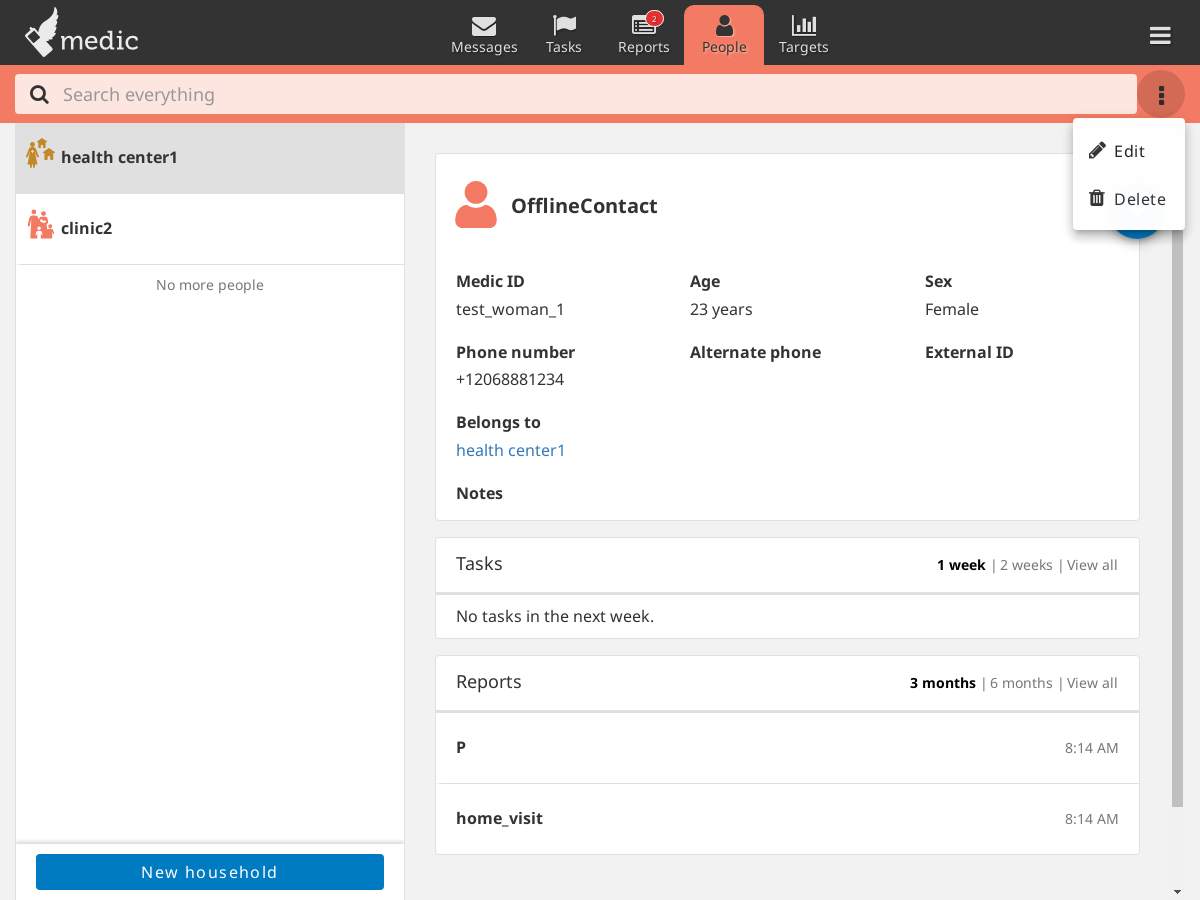 medic
Messages
Tasks
2
Reports
People
Targets
Search everything
Edit
Delete
health center1
clinic2
No more people
New household
OfflineContact
Medic ID Age Sex
test_woman_1 23 years Female
Phone number Alternate phone External ID
+12068881234
Belongs to
health center1
Notes
Tasks 1 week | 2 weeks | View all
No tasks in the next week.
Reports 3 months | 6 months | View all
P 8:14 AM
home_visit 8:14 AM